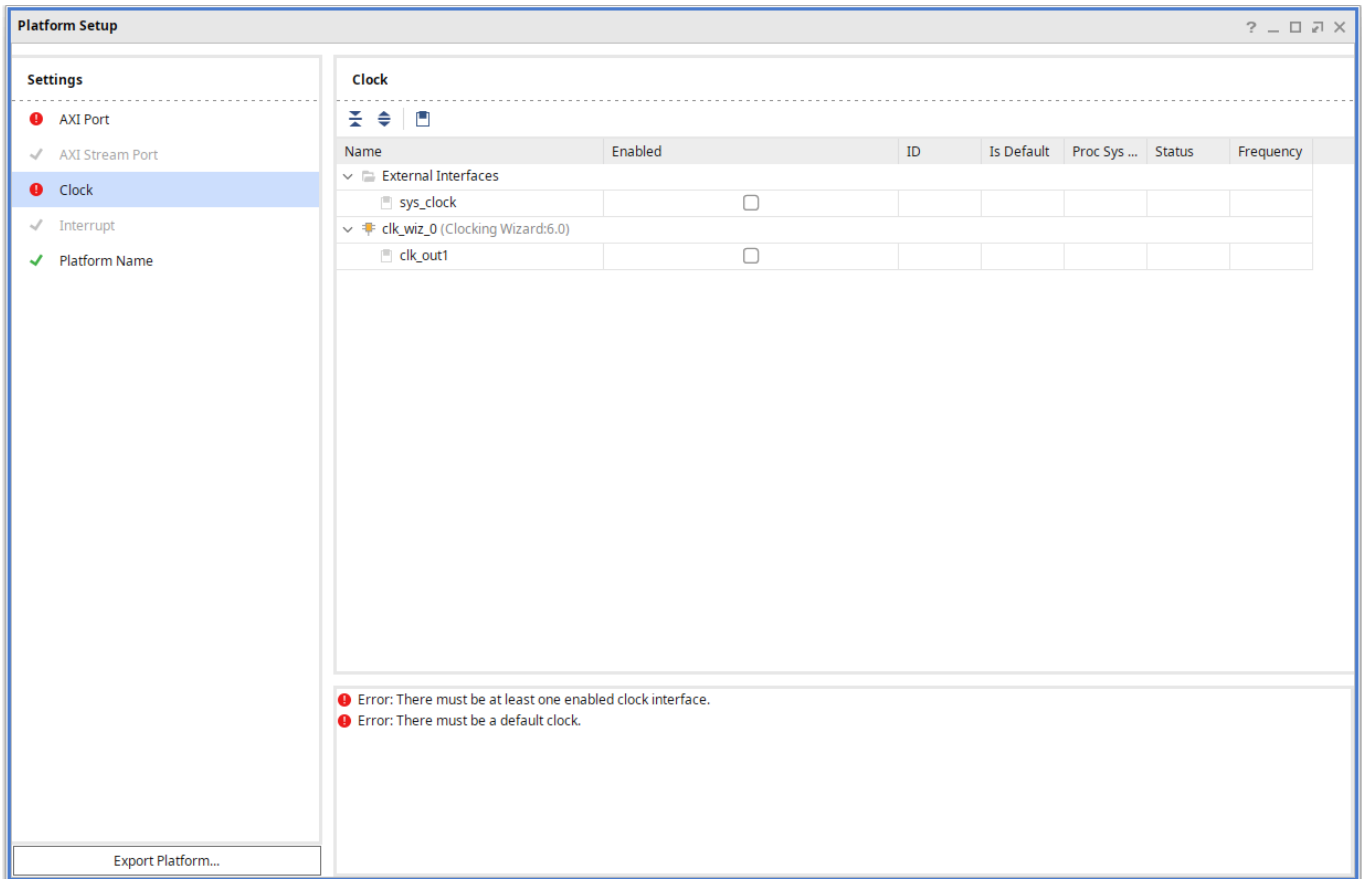 Platform Setup
Settings
AXI Port
AXI Stream Port
Clock
Interrupt
Platform Name
Export Platform...
Clock
Name Enabled ID Is Default Proc Sys ... Status Frequency
External Interfaces
sys_clock
clk_wiz_0 (Clocking Wizard:6.0)
clk_out1
Error: There must be at least one enabled clock interface.
Error: There must be a default clock.